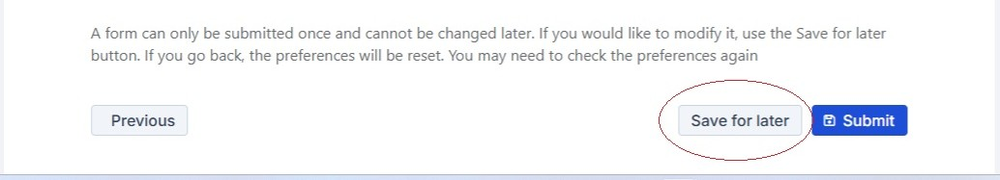 A form can only be submitted once and cannot be changed later. If you would like to modify it, use the Save for later
button. If you go back, the preferences will be reset. You may need to check the preferences again
Previous
Save for later
Submit